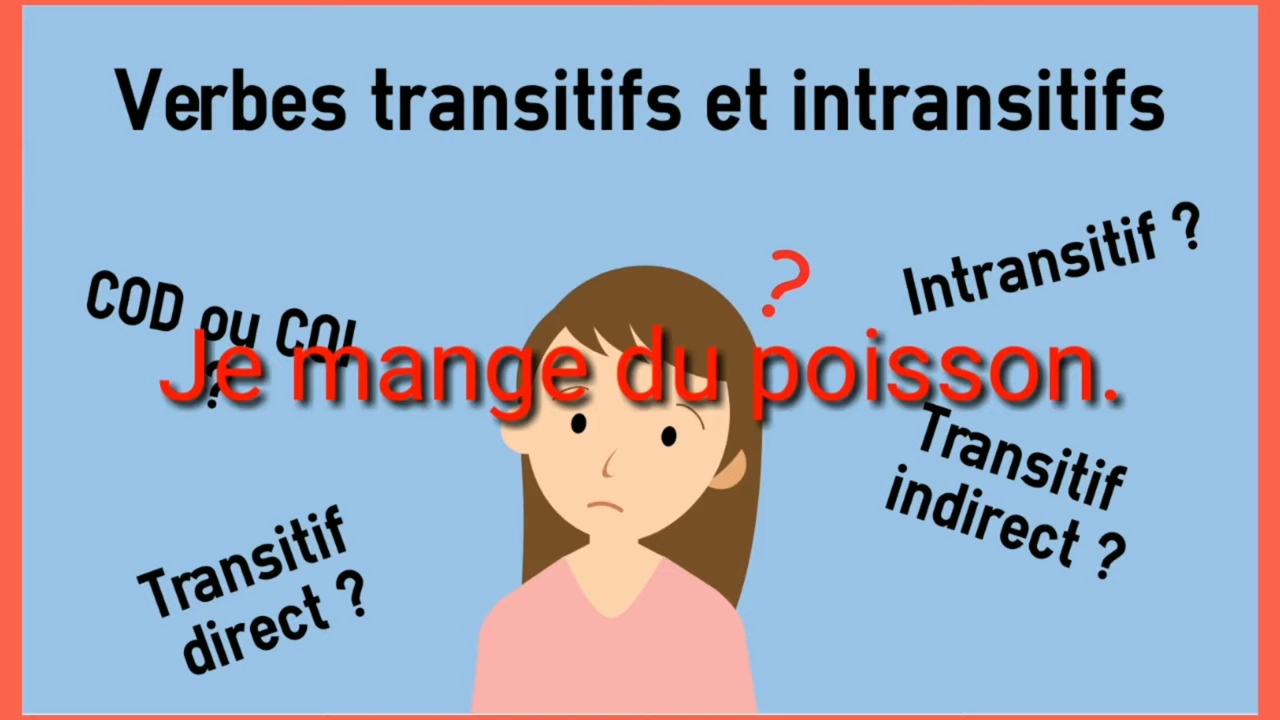 Verbes transitifs et intransitifs
COD ou COI
?
Intransitif ?
?
Je mange du poisson.
Transitif
direct ?
Transitif
indirect ?